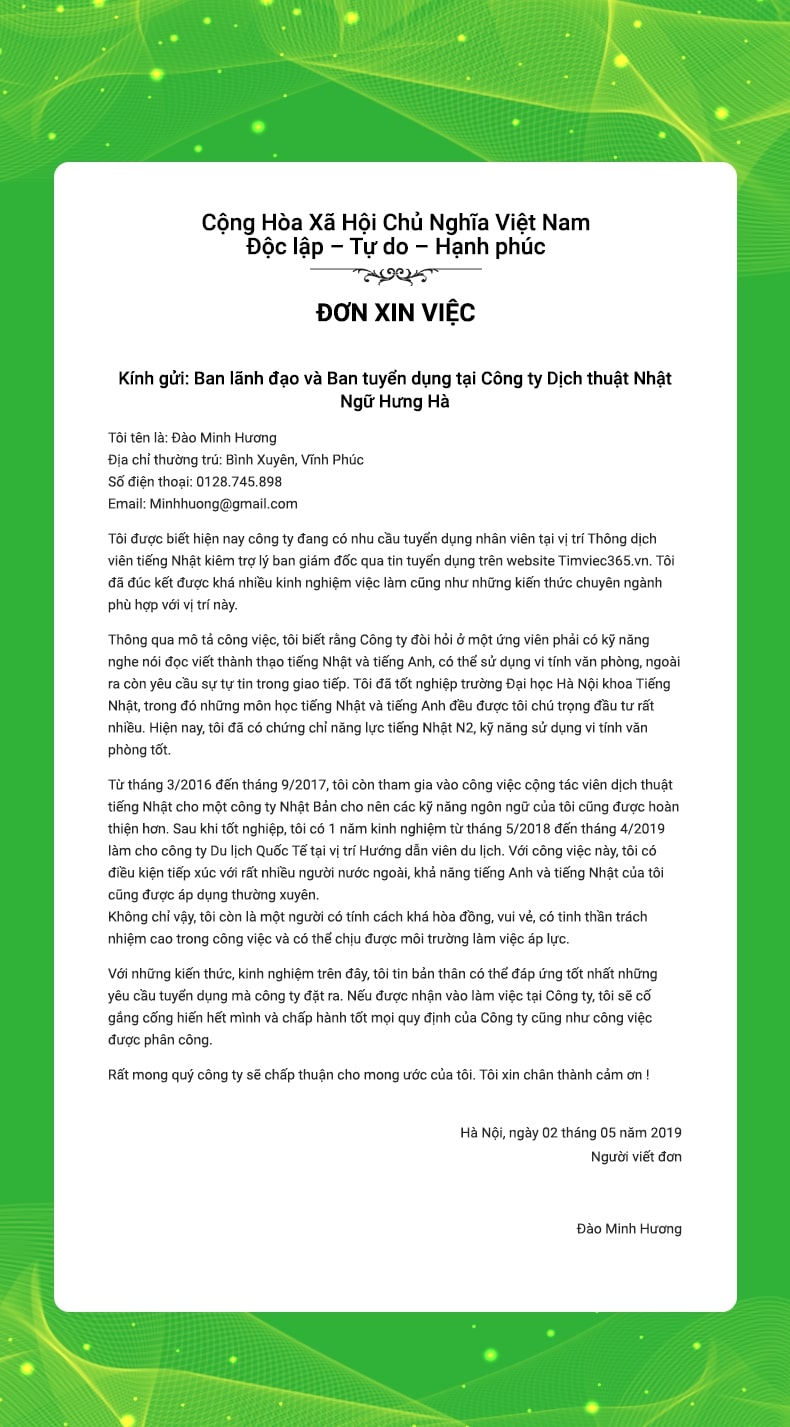 Cộng Hòa Xã Hội Chủ Nghĩa Việt Nam
Độc lập – Tự do – Hạnh phúc
ĐƠN XIN VIỆC
Kính gửi: Ban lãnh đạo và Ban tuyển dụng tại Công ty Dịch thuật Nhật
Ngữ Hưng Hà
Tôi tên là: Đào Minh Hương
Địa chỉ thường trú: Bình Xuyên, Vĩnh Phúc
Số điện thoại: 0128.745.898
Email: Minhhuong@gmail.com
Tôi được biết hiện nay công ty đang có nhu cầu tuyển dụng nhân viên tại vị trí Thông dịch
viên tiếng Nhật kiêm trợ lý ban giám đốc qua tin tuyển dụng trên website Timviec365.vn. Tôi
đã đúc kết được khá nhiều kinh nghiệm việc làm cũng như những kiến thức chuyên ngành
phù hợp với vị trí này.
Thông qua mô tả công việc, tôi biết rằng Công ty đòi hỏi ở một ứng viên phải có kỹ năng
nghe nói đọc viết thành thạo tiếng Nhật và tiếng Anh, có thể sử dụng vi tính văn phòng, ngoài
ra còn yêu cầu sự tự tin trong giao tiếp. Tôi đã tốt nghiệp trường Đại học Hà Nội khoa Tiếng
Nhật, trong đó những môn học tiếng Nhật và tiếng Anh đều được tôi chú trọng đầu tư rất
nhiều. Hiện nay, tôi đã có chứng chỉ năng lực tiếng Nhật N2, kỹ năng sử dụng vi tính văn
phòng tốt.
Từ tháng 3/2016 đến tháng 9/2017, tôi còn tham gia vào công việc cộng tác viên dịch thuật
tiếng Nhật cho một công ty Nhật Bản cho nên các kỹ năng ngôn ngữ của tôi cũng được hoàn
thiện hơn. Sau khi tốt nghiệp, tôi có 1 năm kinh nghiệm từ tháng 5/2018 đến tháng 4/2019
làm cho công ty Du lịch Quốc Tế tại vị trí Hướng dẫn viên du lịch. Với công việc này, tôi có
điều kiện tiếp xúc với rất nhiều người nước ngoài, khả năng tiếng Anh và tiếng Nhật của tôi
cũng được áp dụng thường xuyên.
Không chỉ vậy, tôi còn là một người có tính cách khá hòa đồng, vui vẻ, có tinh thần trách
nhiệm cao trong công việc và có thể chịu được môi trường làm việc áp lực.
Với những kiến thức, kinh nghiệm trên đây, tôi tin bản thân có thể đáp ứng tốt nhất những
yêu cầu tuyển dụng mà công ty đặt ra. Nếu được nhận vào làm việc tại Công ty, tôi sẽ cố
gắng cống hiến hết mình và chấp hành tốt mọi quy định của Công ty cũng như công việc
được phân công.
Rất mong quý công ty sẽ chấp thuận cho mong ước của tôi. Tôi xin chân thành cảm ơn !
Hà Nội, ngày 02 tháng 05 năm 2019
Người viết đơn
Đào Minh Hương